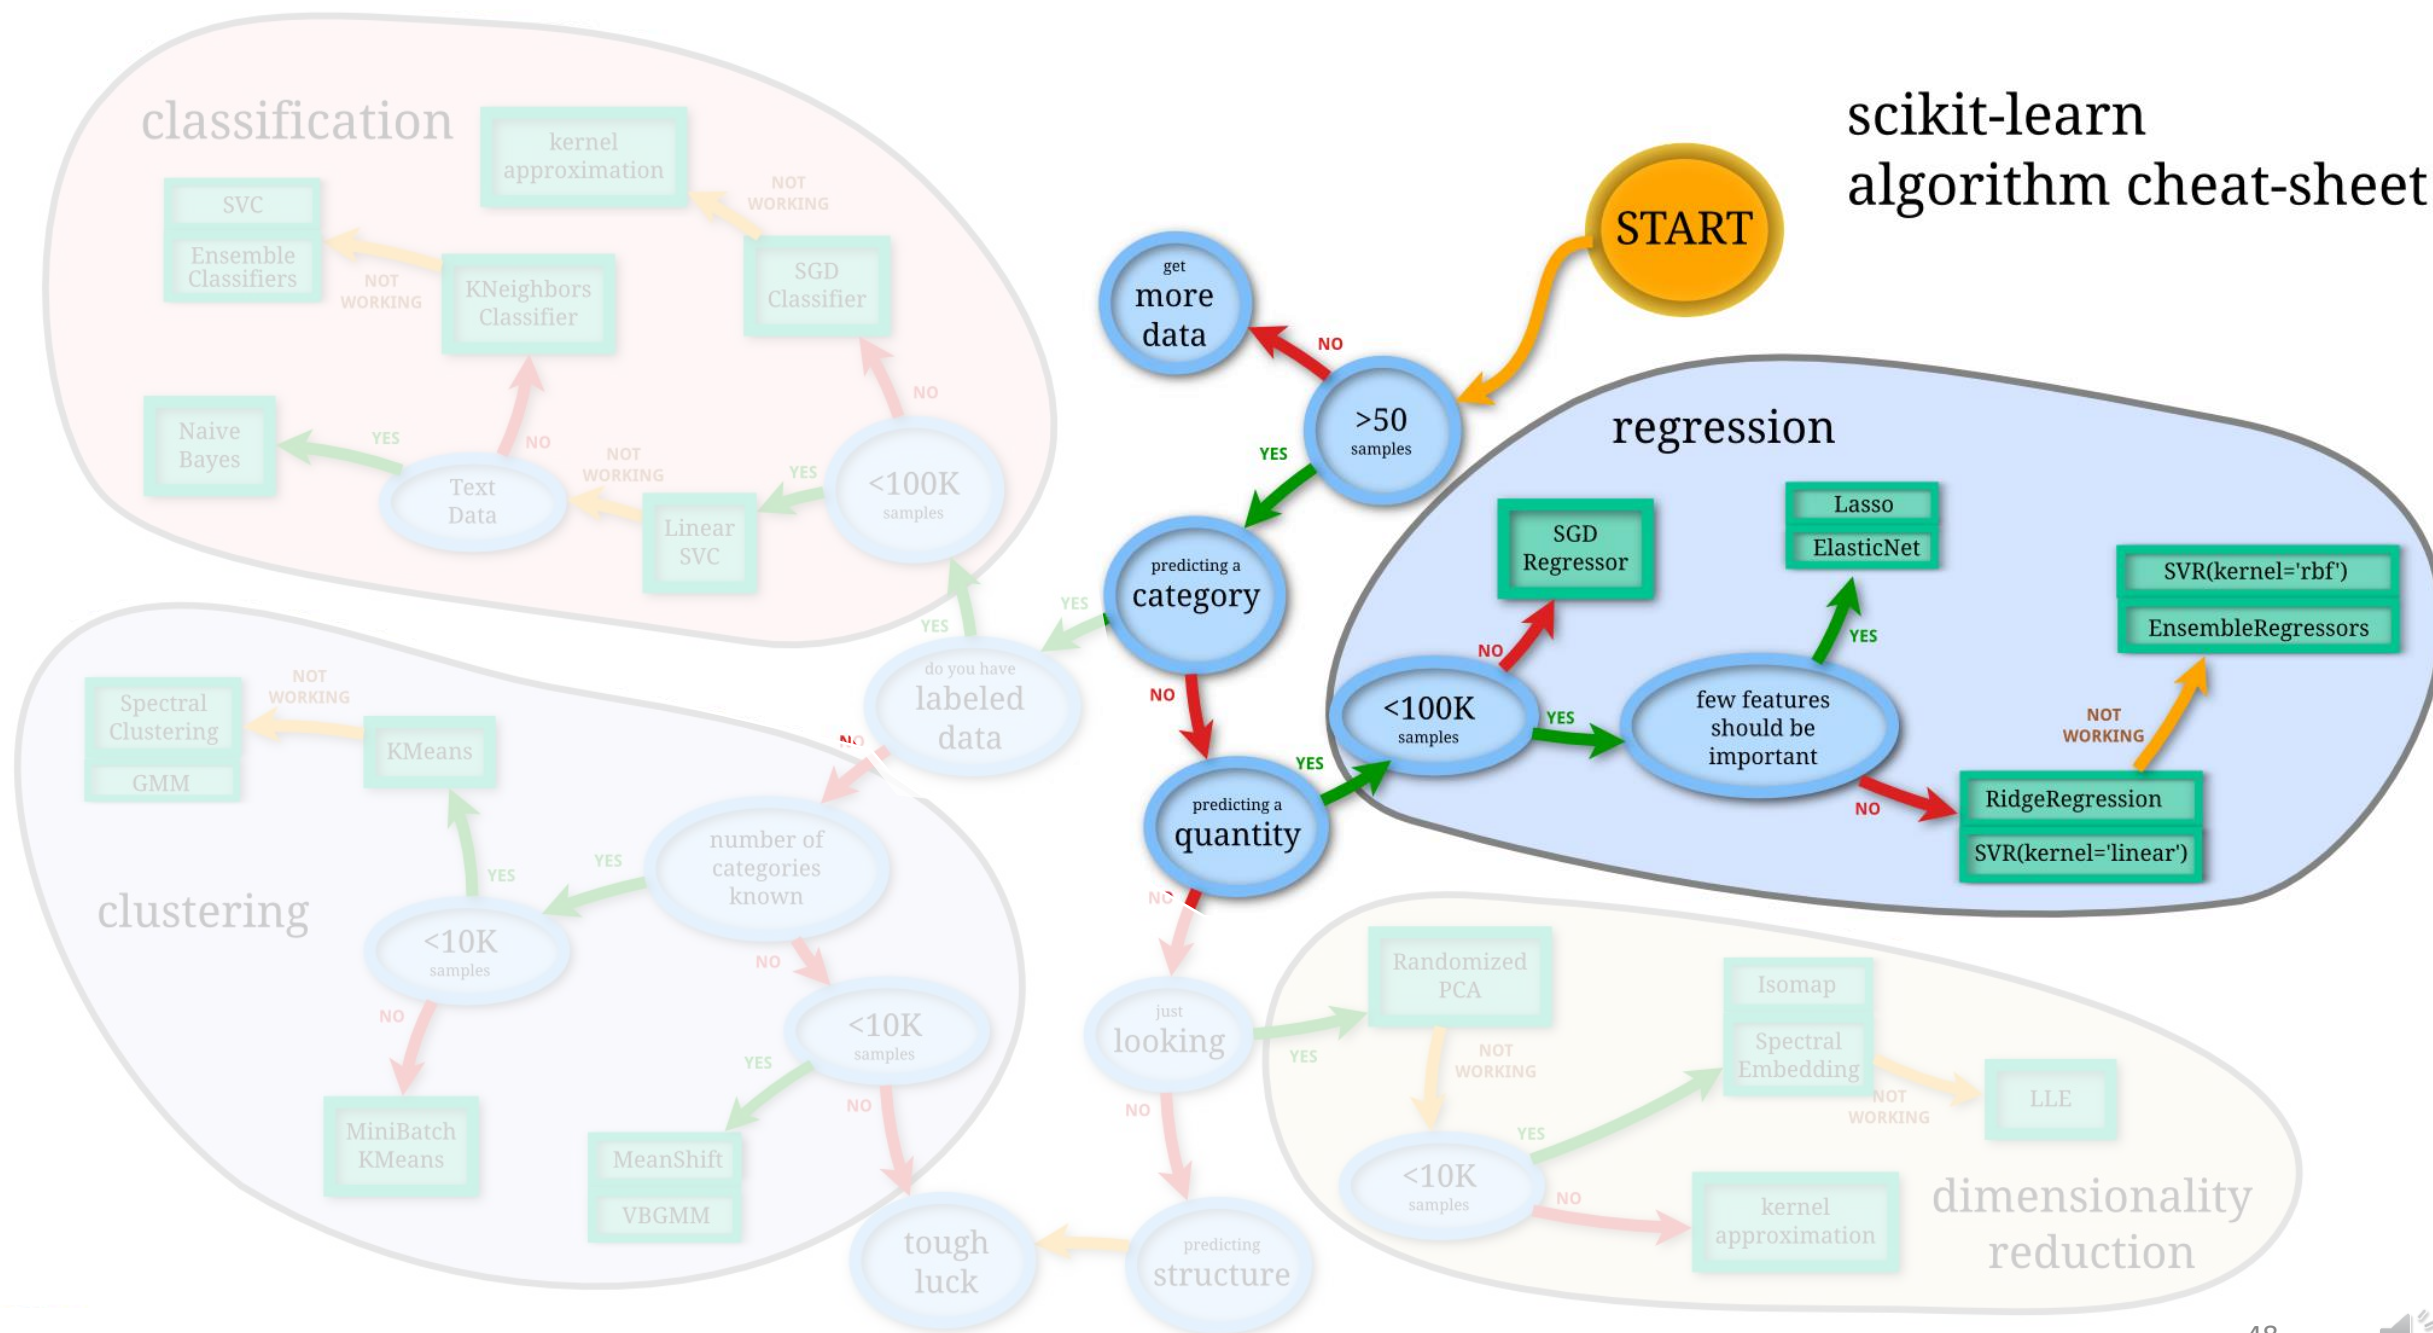 scikit-learn
algorithm cheat-sheet
START
get
more
data
NO
>50
samples
YES
predicting a
category
YES
NO
predicting a
quantity
YES
NO
regression
SGD
Regressor
Lasso
ElasticNet
SVR(kernel='rbf')
EnsembleRegressors
NO
YES
<100K
samples
YES
few features
should be
important
NOT
WORKING
NO
RidgeRegression
SVR(kernel='linear')
classification
kernel
approximation
NOT
WORKING
SVC
Ensemble
Classifiers
NOT
WORKING
KNeighbors
Classifier
SGD
Classifier
NO
Naive
Bayes
YES
NO
Text
Data
NOT
WORKING
Linear
SVC
YES
<100K
samples
YES
do you have
labeled
data
NO
clustering
Spectral
Clustering
GMM
NOT
WORKING
KMeans
number of
categories
known
YES
YES
<10K
samples
NO
NO
<10K
samples
YES
NO
MiniBatch
KMeans
MeanShift
VBGMM
tough
luck
just
looking
YES
NO
predicting
structure
Randomized
PCA
NOT
WORKING
Isomap
Spectral
Embedding
NOT
WORKING
LLE
YES
<10K
samples
NO
kernel
approximation
dimensionality
reduction